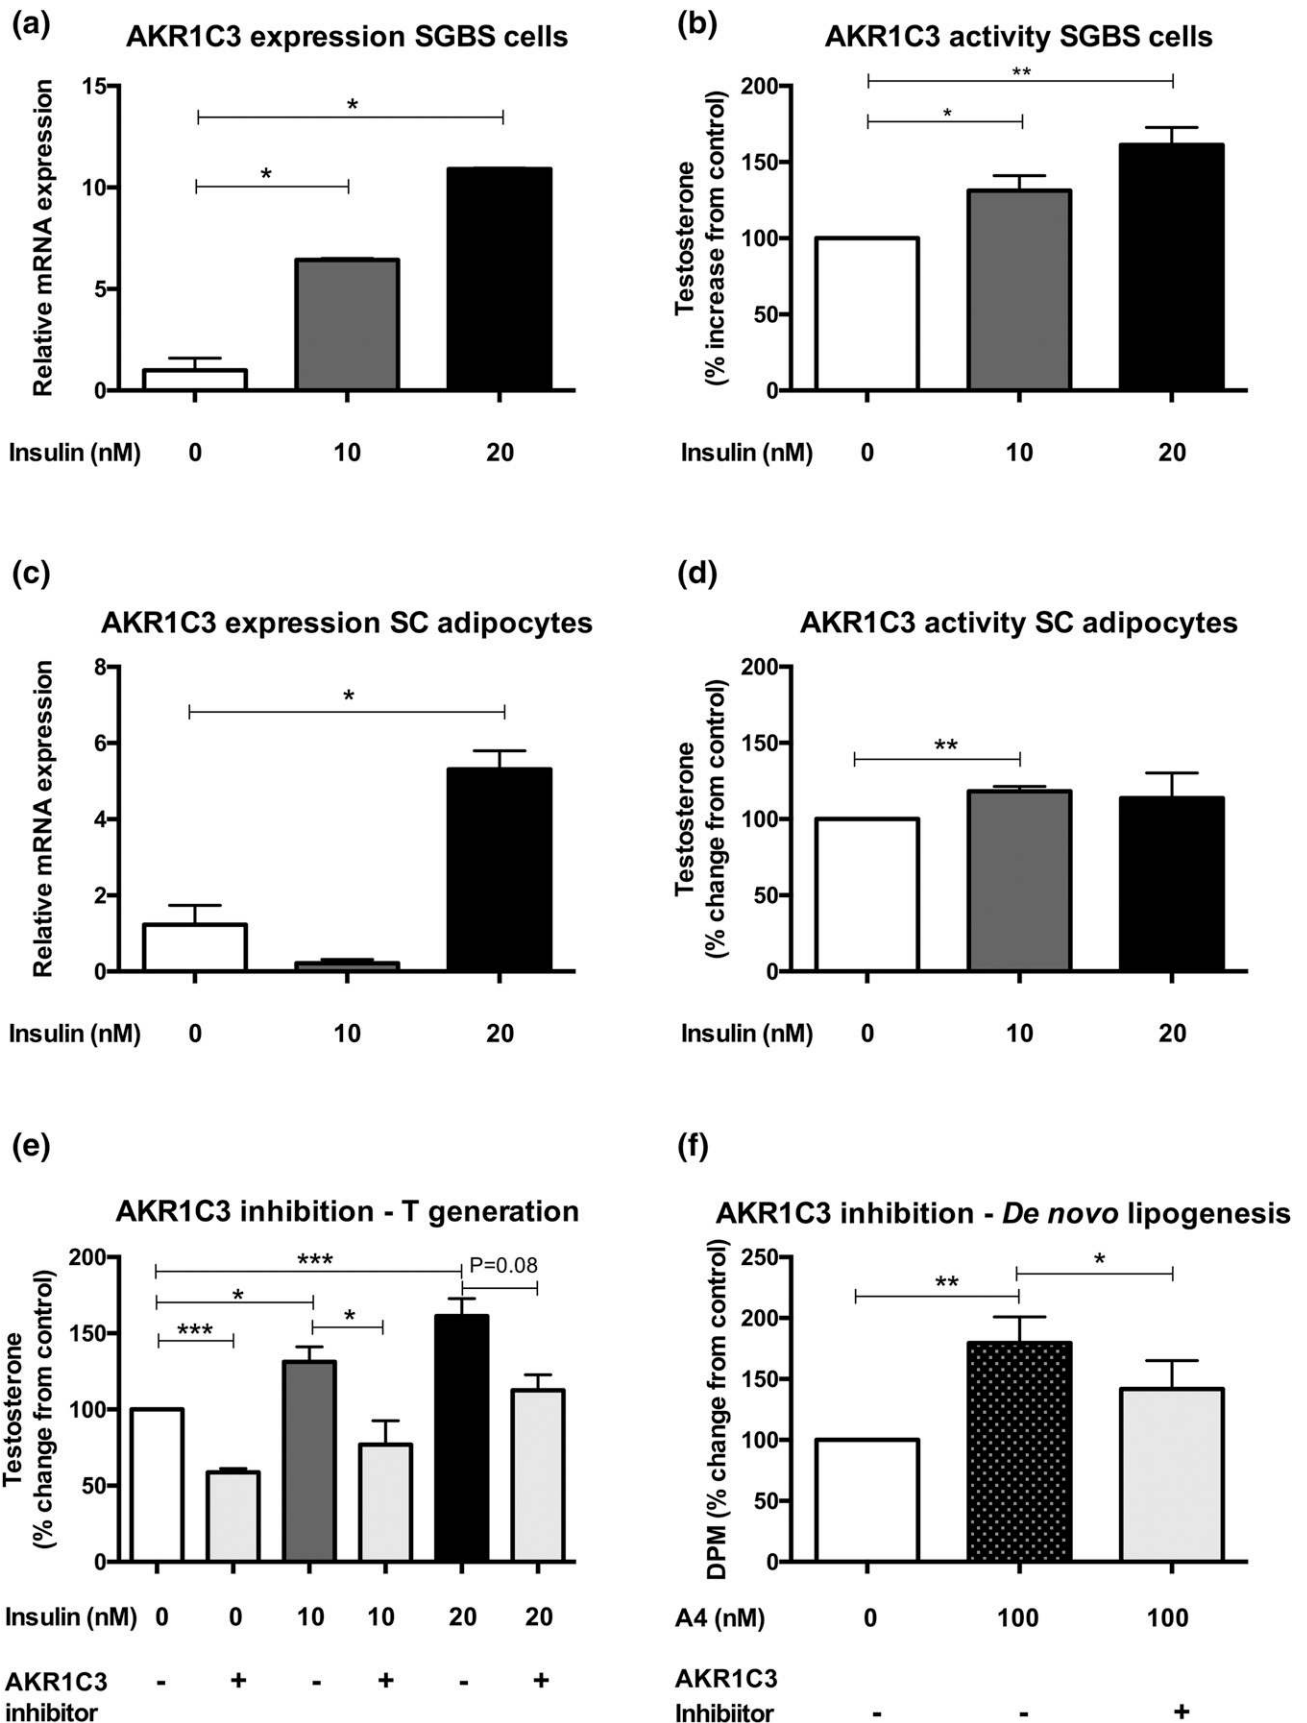 (a)
AKR1C3 expression SGBS cells
Relative mRNA expression
15
10
5
0
*
*
Insulin (nM) 0 10 20
(b)
AKR1C3 activity SGBS cells
Testosterone
(% increase from control)
200
150
100
50
0
**
*
Insulin (nM) 0 10 20
(c)
AKR1C3 expression SC adipocytes
Relative mRNA expression
8
6
4
2
0
*
Insulin (nM) 0 10 20
(d)
AKR1C3 activity SC adipocytes
Testosterone
(% change from control)
200
150
100
50
0
**
Insulin (nM) 0 10 20
(e)
AKR1C3 inhibition - T generation
Testosterone
(% change from control)
200
150
100
50
0
***
P=0.08
*
*
***
Insulin (nM) 0 0 10 10 20 20
AKR1C3 - + - + - +
inhibitor
(f)
AKR1C3 inhibition - De novo lipogenesis
DPM (% change from control)
250
200
150
100
50
0
*
**
A4 (nM) 0 100 100
AKR1C3
Inhibiitor - - +